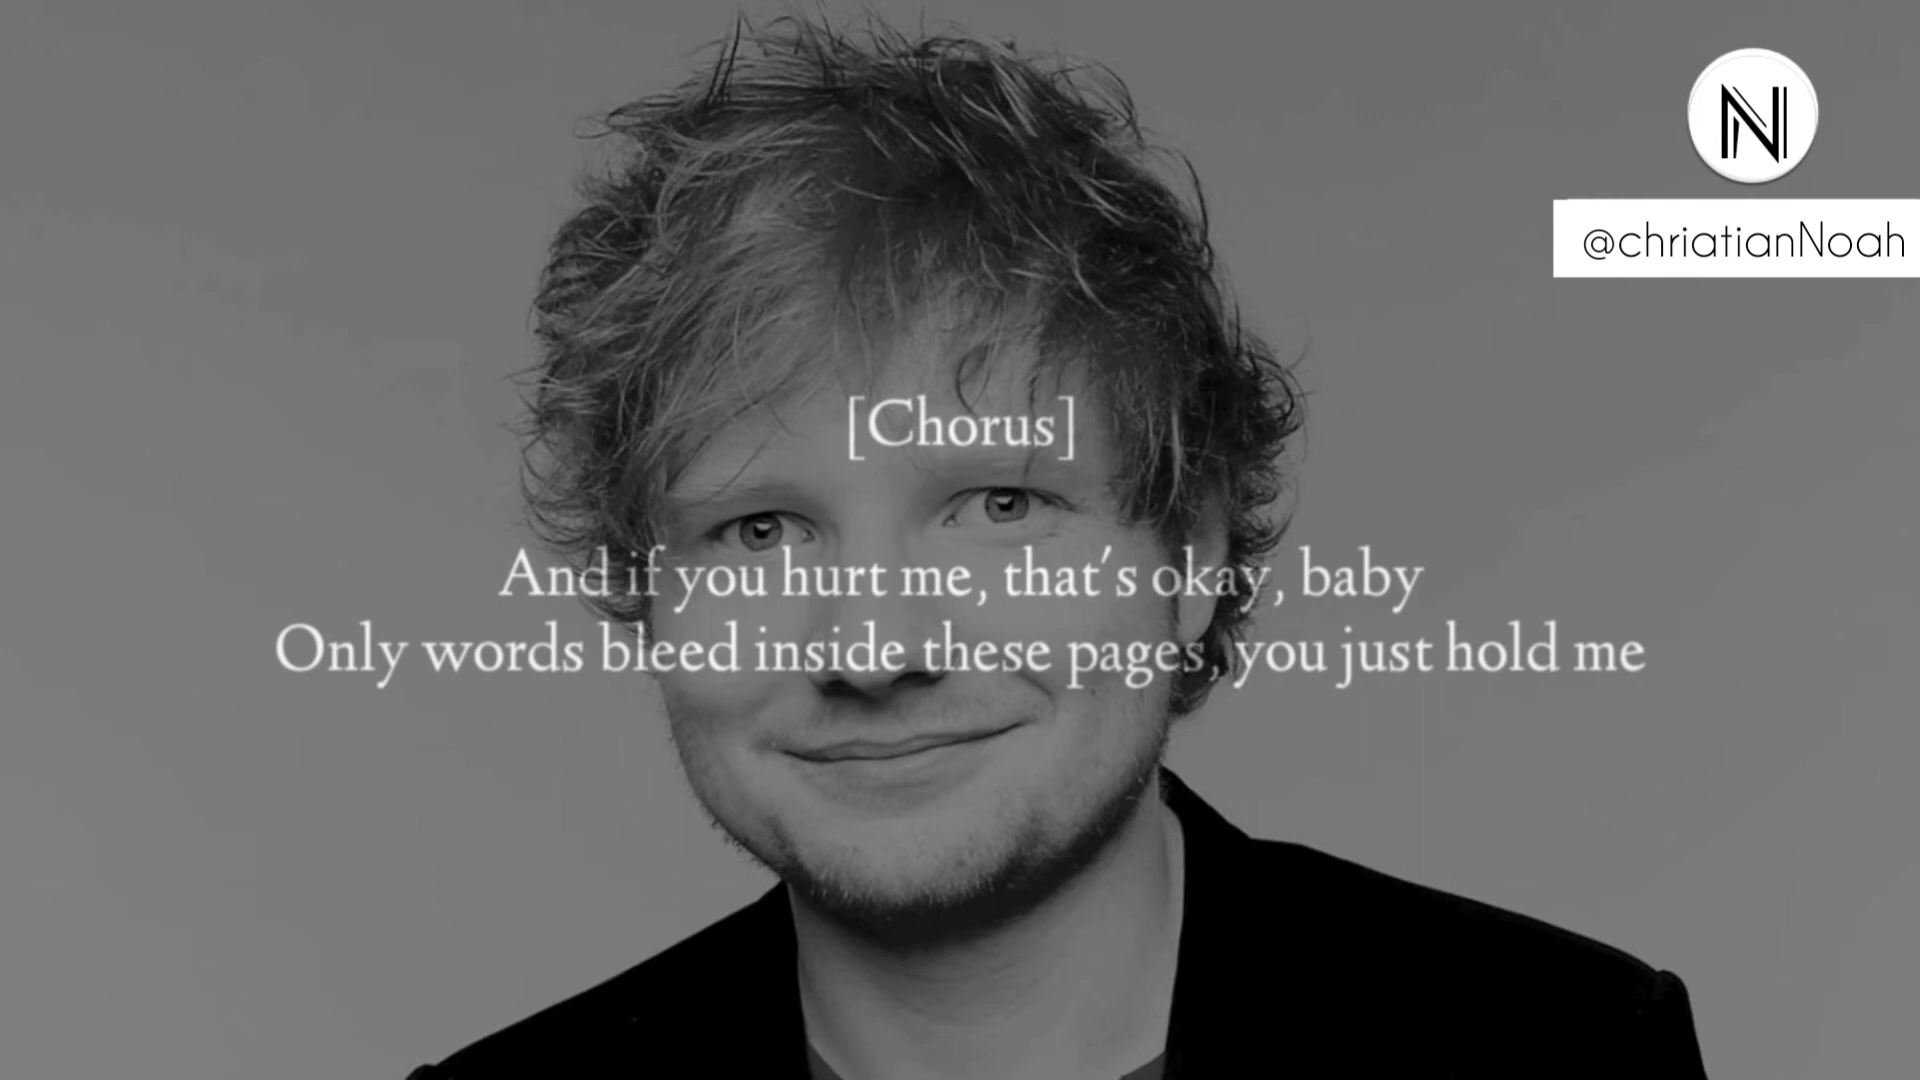 N
@chriatianNoah
[Chorus]
And if you hurt me, that's okay, baby
Only words bleed inside these pages, you just hold me